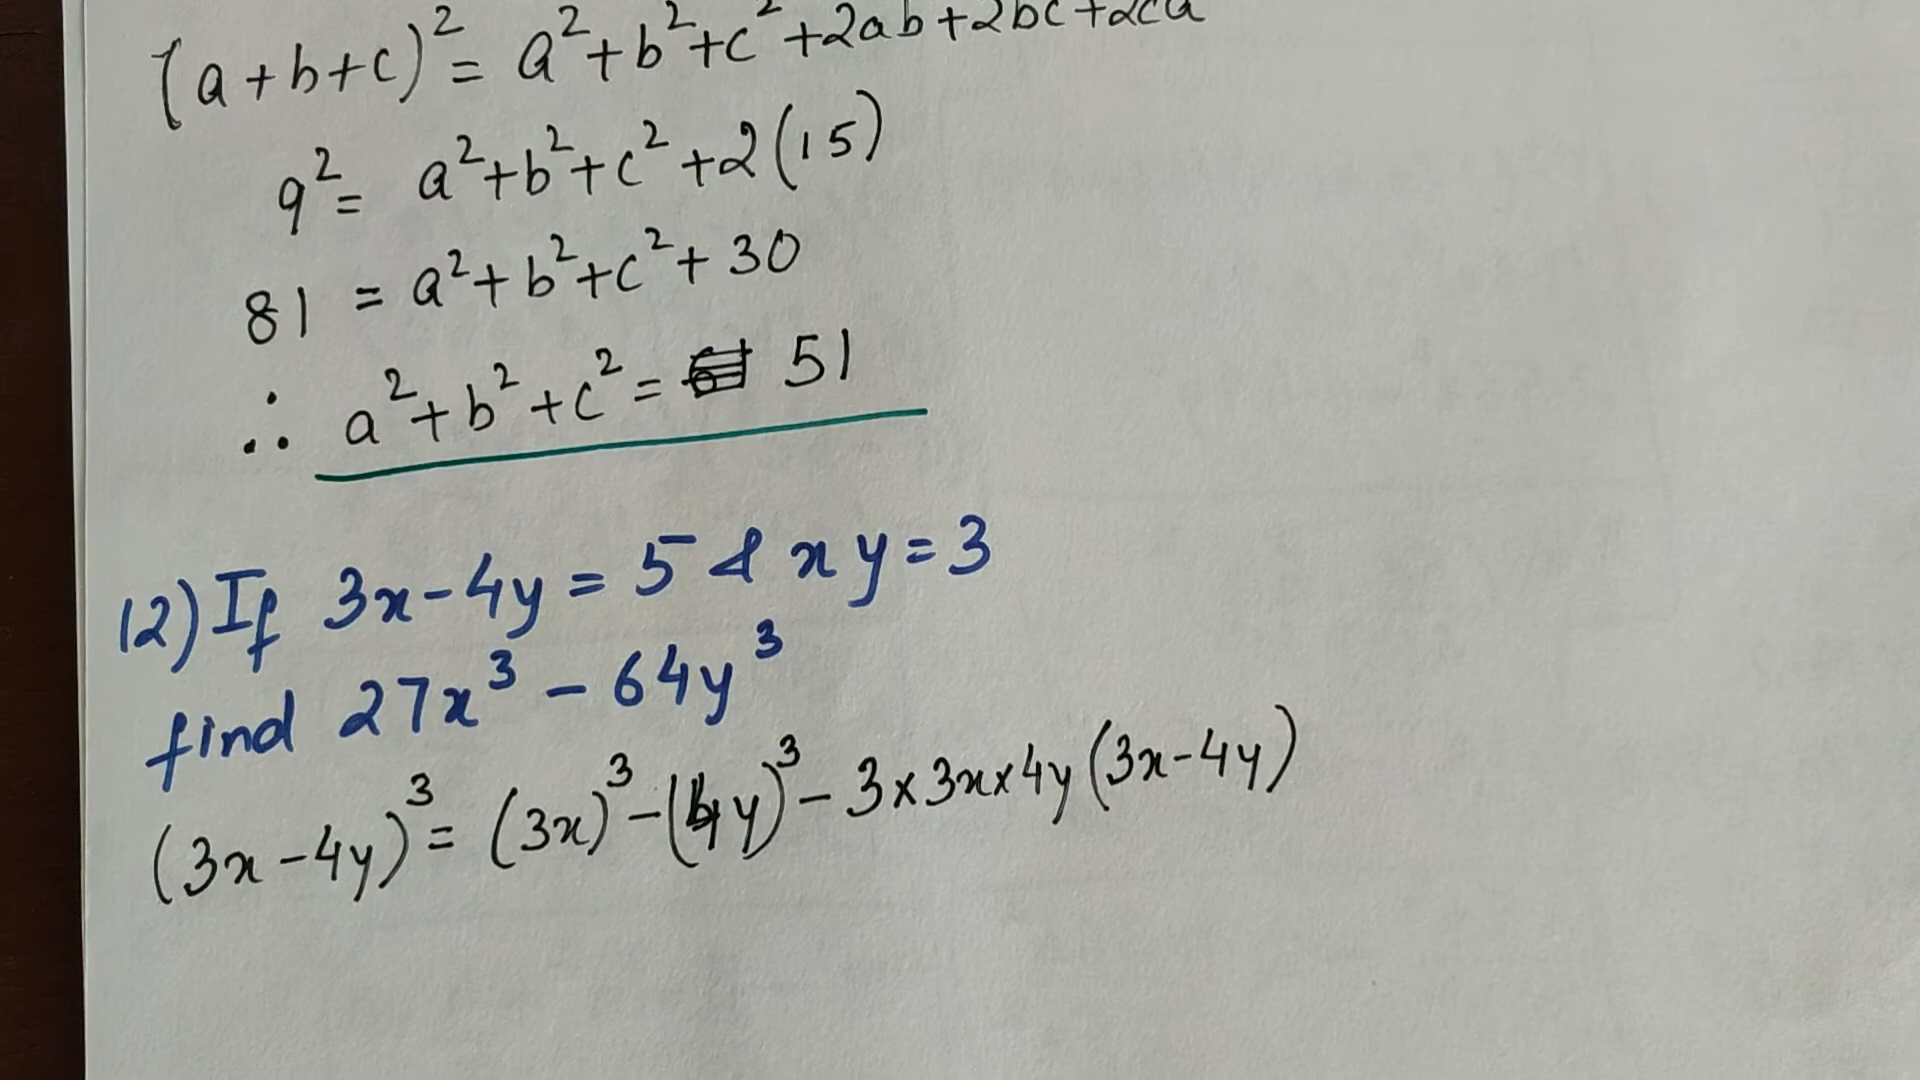 (a+b+c)² = a²+b²+c²+2ab+2bc+2ca
9² = a²+b²+c²+2(15)
81 = a²+b²+c²+30
∴ a²+b²+c² = 51
12) If 3x-4y = 5 & xy = 3
find 27x³ - 64y³
(3x-4y)³ = (3x)³-(4y)³-3×3x×4y(3x-4y)